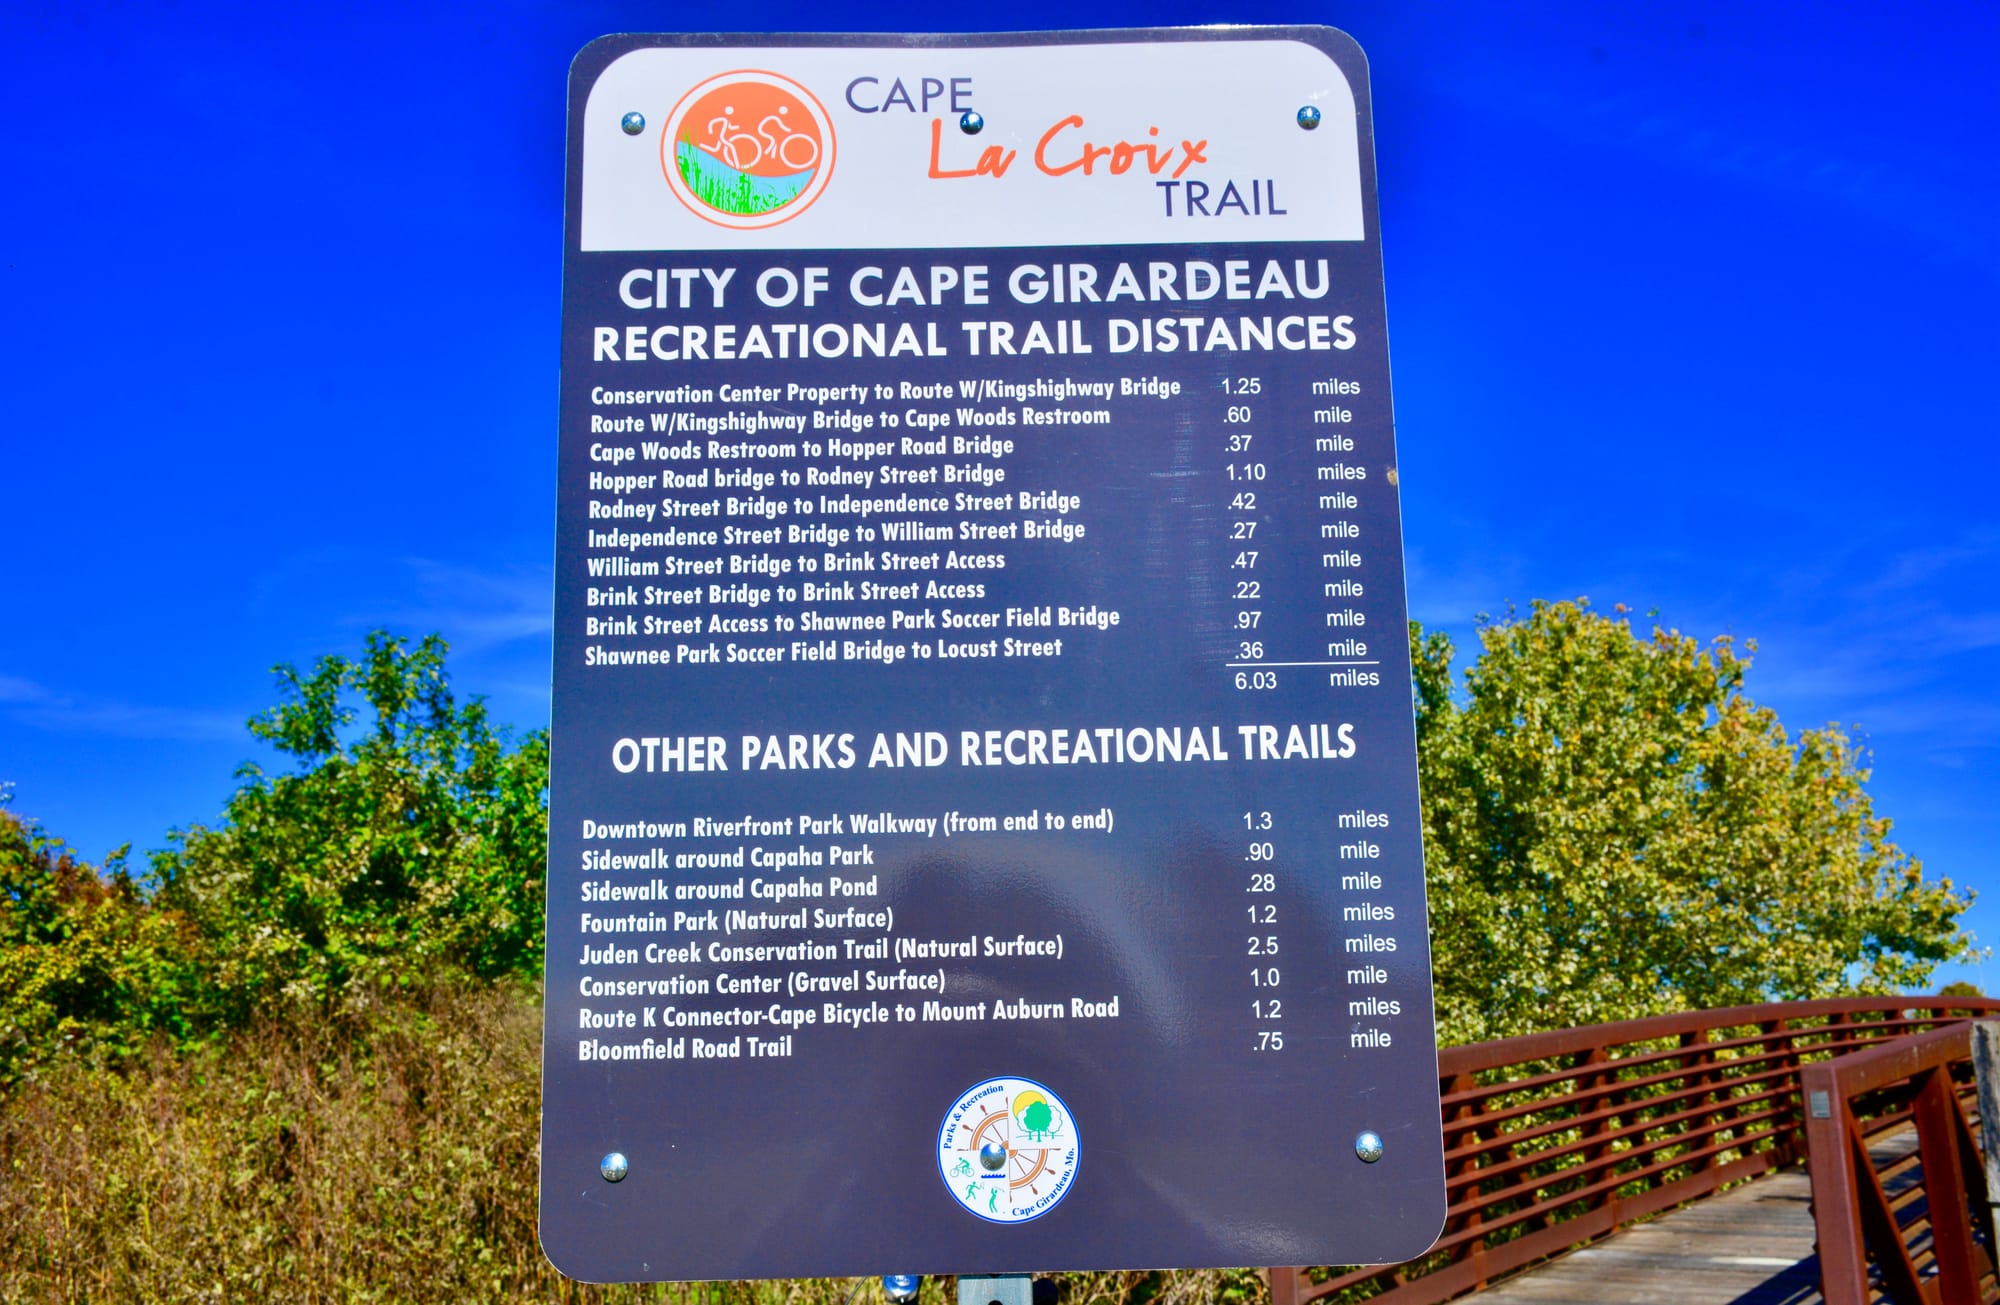 CAPE
La Croix
TRAIL
CITY OF CAPE GIRARDEAU
RECREATIONAL TRAIL DISTANCES
Conservation Center Property to Route W/Kingshighway Bridge 1.25 miles
Route W/Kingshighway Bridge to Cape Woods Restroom .60 mile
Cape Woods Restroom to Hopper Road Bridge .37 mile
Hopper Road bridge to Rodney Street Bridge 1.10 miles
Rodney Street Bridge to Independence Street Bridge .42 mile
Independence Street Bridge to William Street Bridge .27 mile
William Street Bridge to Brink Street Access .47 mile
Brink Street Bridge to Brink Street Access .22 mile
Brink Street Access to Shawnee Park Soccer Field Bridge .97 mile
Shawnee Park Soccer Field Bridge to Locust Street .36 mile
6.03 miles
OTHER PARKS AND RECREATIONAL TRAILS
Downtown Riverfront Park Walkway (from end to end) 1.3 miles
Sidewalk around Capaha Park .90 mile
Sidewalk around Capaha Pond .28 mile
Fountain Park (Natural Surface) 1.2 miles
Juden Creek Conservation Trail (Natural Surface) 2.5 miles
Conservation Center (Gravel Surface) 1.0 mile
Route K Connector-Cape Bicycle to Mount Auburn Road 1.2 miles
Bloomfield Road Trail .75 mile
Parks & Recreation
Cape Girardeau, Mo.